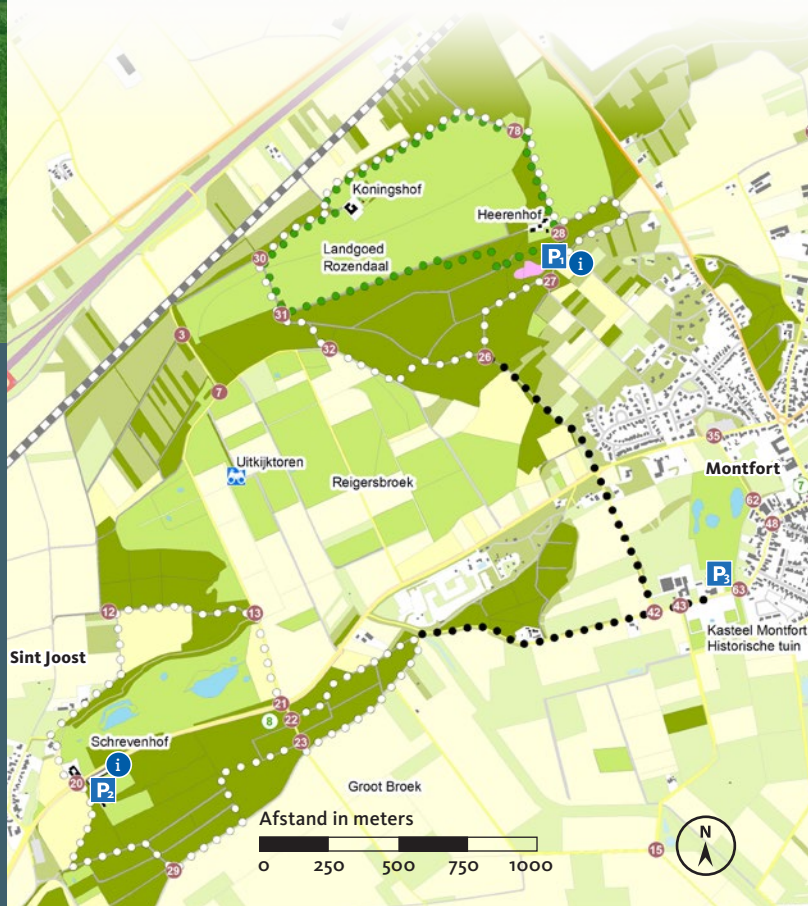 78
Koningshof
Heerenhof
28
30
Landgoed
Rozendaal
P1
i
27
31
3
32
26
7
35
Uitkijktoren
Montfort
Reigersbroek
7
62
48
P3
63
12
13
42
43
Kasteel Montfort
Historische tuin
Sint Joost
21
8
22
Schrevenhof
23
i
20
P2
Groot Broek
Afstand in meters
0 250 500 750 1000
N
15
29